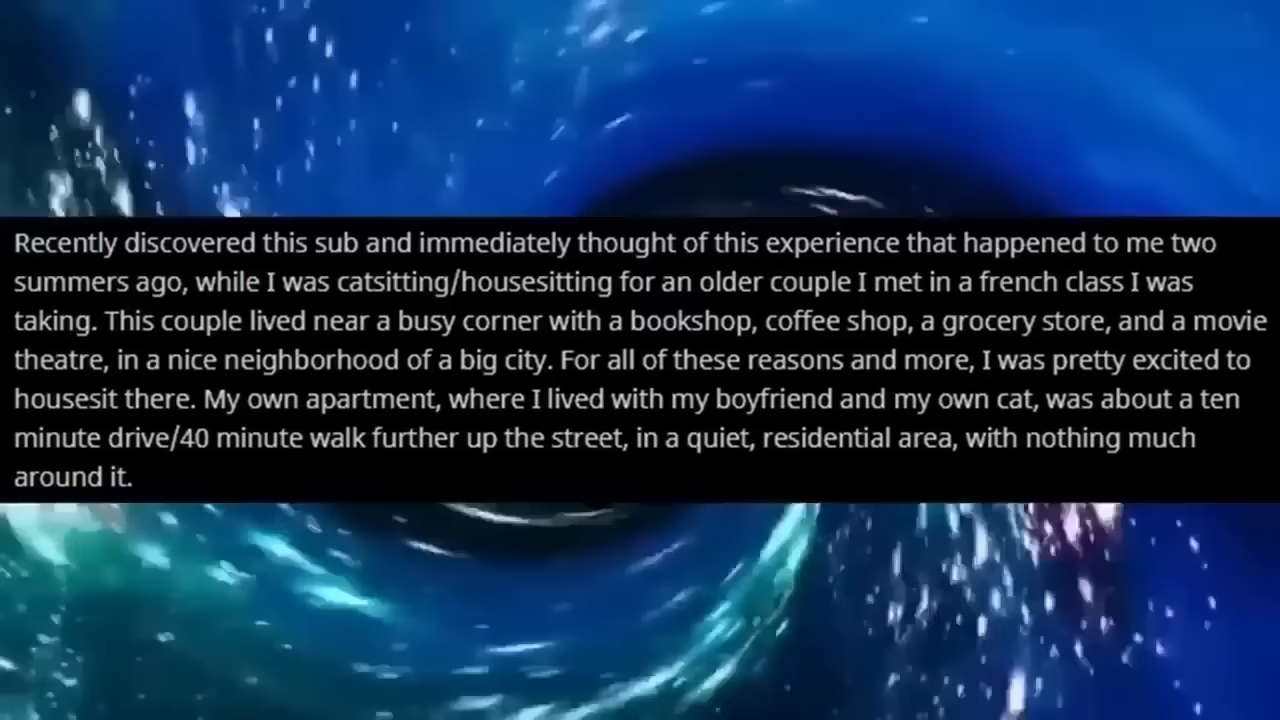 Recently discovered this sub and immediately thought of this experience that happened to me two
summers ago, while I was catsitting/housesitting for an older couple I met in a french class I was
taking. This couple lived near a busy corner with a bookshop, coffee shop, a grocery store, and a movie
theatre, in a nice neighborhood of a big city. For all of these reasons and more, I was pretty excited to
housesit there. My own apartment, where I lived with my boyfriend and my own cat, was about a ten
minute drive/40 minute walk further up the street, in a quiet, residential area, with nothing much
around it.